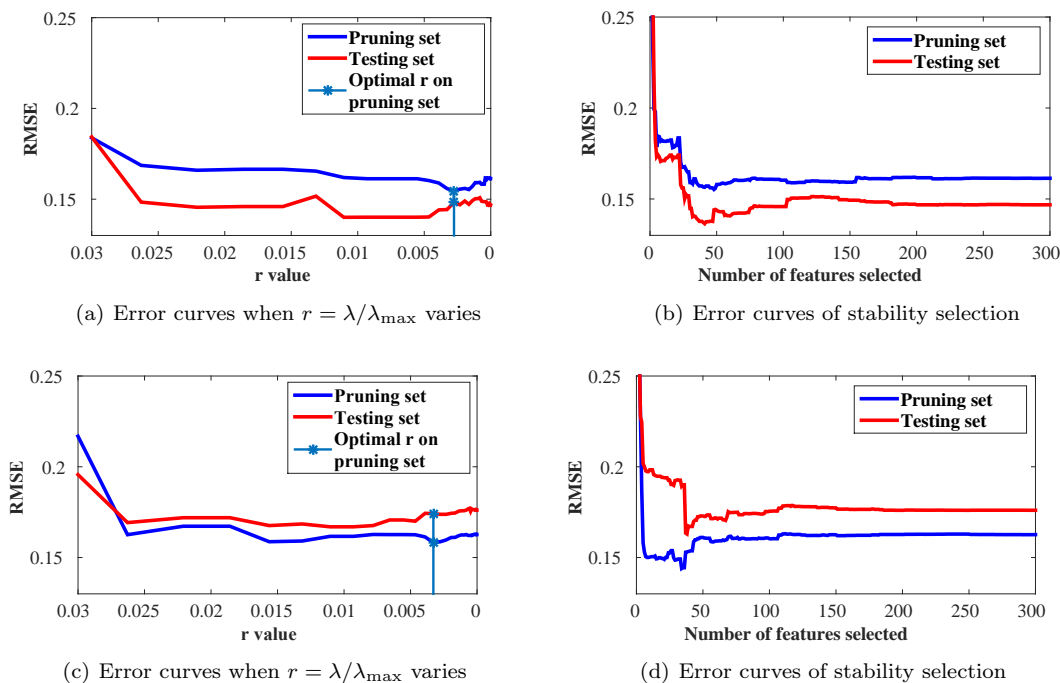 0.25
0.2
0.15
RMSE
Pruning set
Testing set
Optimal r on
pruning set
0.03 0.025 0.02 0.015 0.01 0.005 0
r value
(a) Error curves when r = λ/λmax varies
0.25
0.2
0.15
RMSE
Pruning set
Testing set
0 50 100 150 200 250 300
Number of features selected
(b) Error curves of stability selection
0.25
0.2
0.15
RMSE
Pruning set
Testing set
Optimal r on
pruning set
0.03 0.025 0.02 0.015 0.01 0.005 0
r value
(c) Error curves when r = λ/λmax varies
0.25
0.2
0.15
RMSE
Pruning set
Testing set
0 50 100 150 200 250 300
Number of features selected
(d) Error curves of stability selection